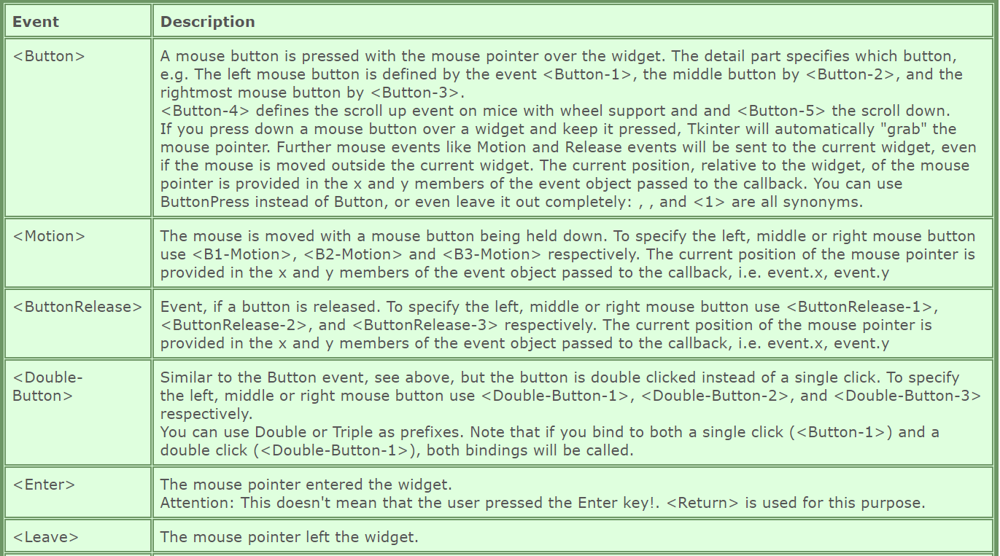 Event Description
<Button> A mouse button is pressed with the mouse pointer over the widget. The detail part specifies which button,
e.g. The left mouse button is defined by the event <Button-1>, the middle button by <Button-2>, and the
rightmost mouse button by <Button-3>.
<Button-4> defines the scroll up event on mice with wheel support and and <Button-5> the scroll down.
If you press down a mouse button over a widget and keep it pressed, Tkinter will automatically "grab" the
mouse pointer. Further mouse events like Motion and Release events will be sent to the current widget, even
if the mouse is moved outside the current widget. The current position, relative to the widget, of the mouse
pointer is provided in the x and y members of the event object passed to the callback. You can use
ButtonPress instead of Button, or even leave it out completely: , , and <1> are all synonyms.
<Motion> The mouse is moved with a mouse button being held down. To specify the left, middle or right mouse button
use <B1-Motion>, <B2-Motion> and <B3-Motion> respectively. The current position of the mouse pointer is
provided in the x and y members of the event object passed to the callback, i.e. event.x, event.y
<ButtonRelease> Event, if a button is released. To specify the left, middle or right mouse button use <ButtonRelease-1>,
<ButtonRelease-2>, and <ButtonRelease-3> respectively. The current position of the mouse pointer is
provided in the x and y members of the event object passed to the callback, i.e. event.x, event.y
<Double-
Button>
Similar to the Button event, see above, but the button is double clicked instead of a single click. To specify
the left, middle or right mouse button use <Double-Button-1>, <Double-Button-2>, and <Double-Button-3>
respectively.
You can use Double or Triple as prefixes. Note that if you bind to both a single click (<Button-1>) and a
double click (<Double-Button-1>), both bindings will be called.
<Enter> The mouse pointer entered the widget.
Attention: This doesn't mean that the user pressed the Enter key!. <Return> is used for this purpose.
<Leave> The mouse pointer left the widget.